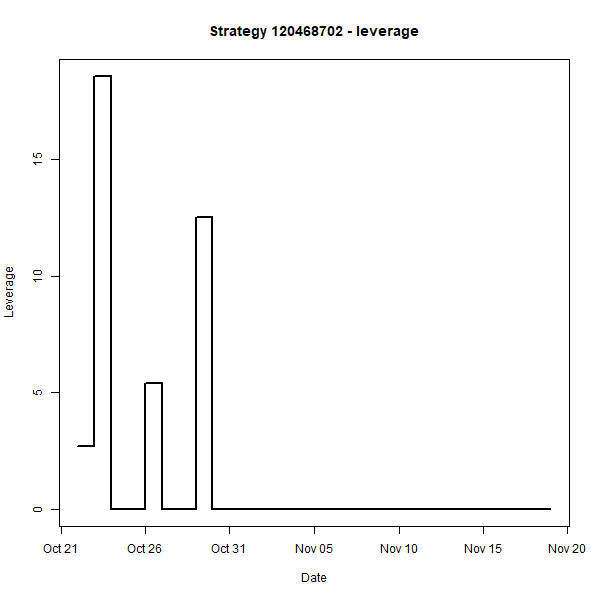 Strategy 120468702 - leverage
Leverage
15
10
5
0
Oct 21 Oct 26 Oct 31 Nov 05 Nov 10 Nov 15 Nov 20
Date